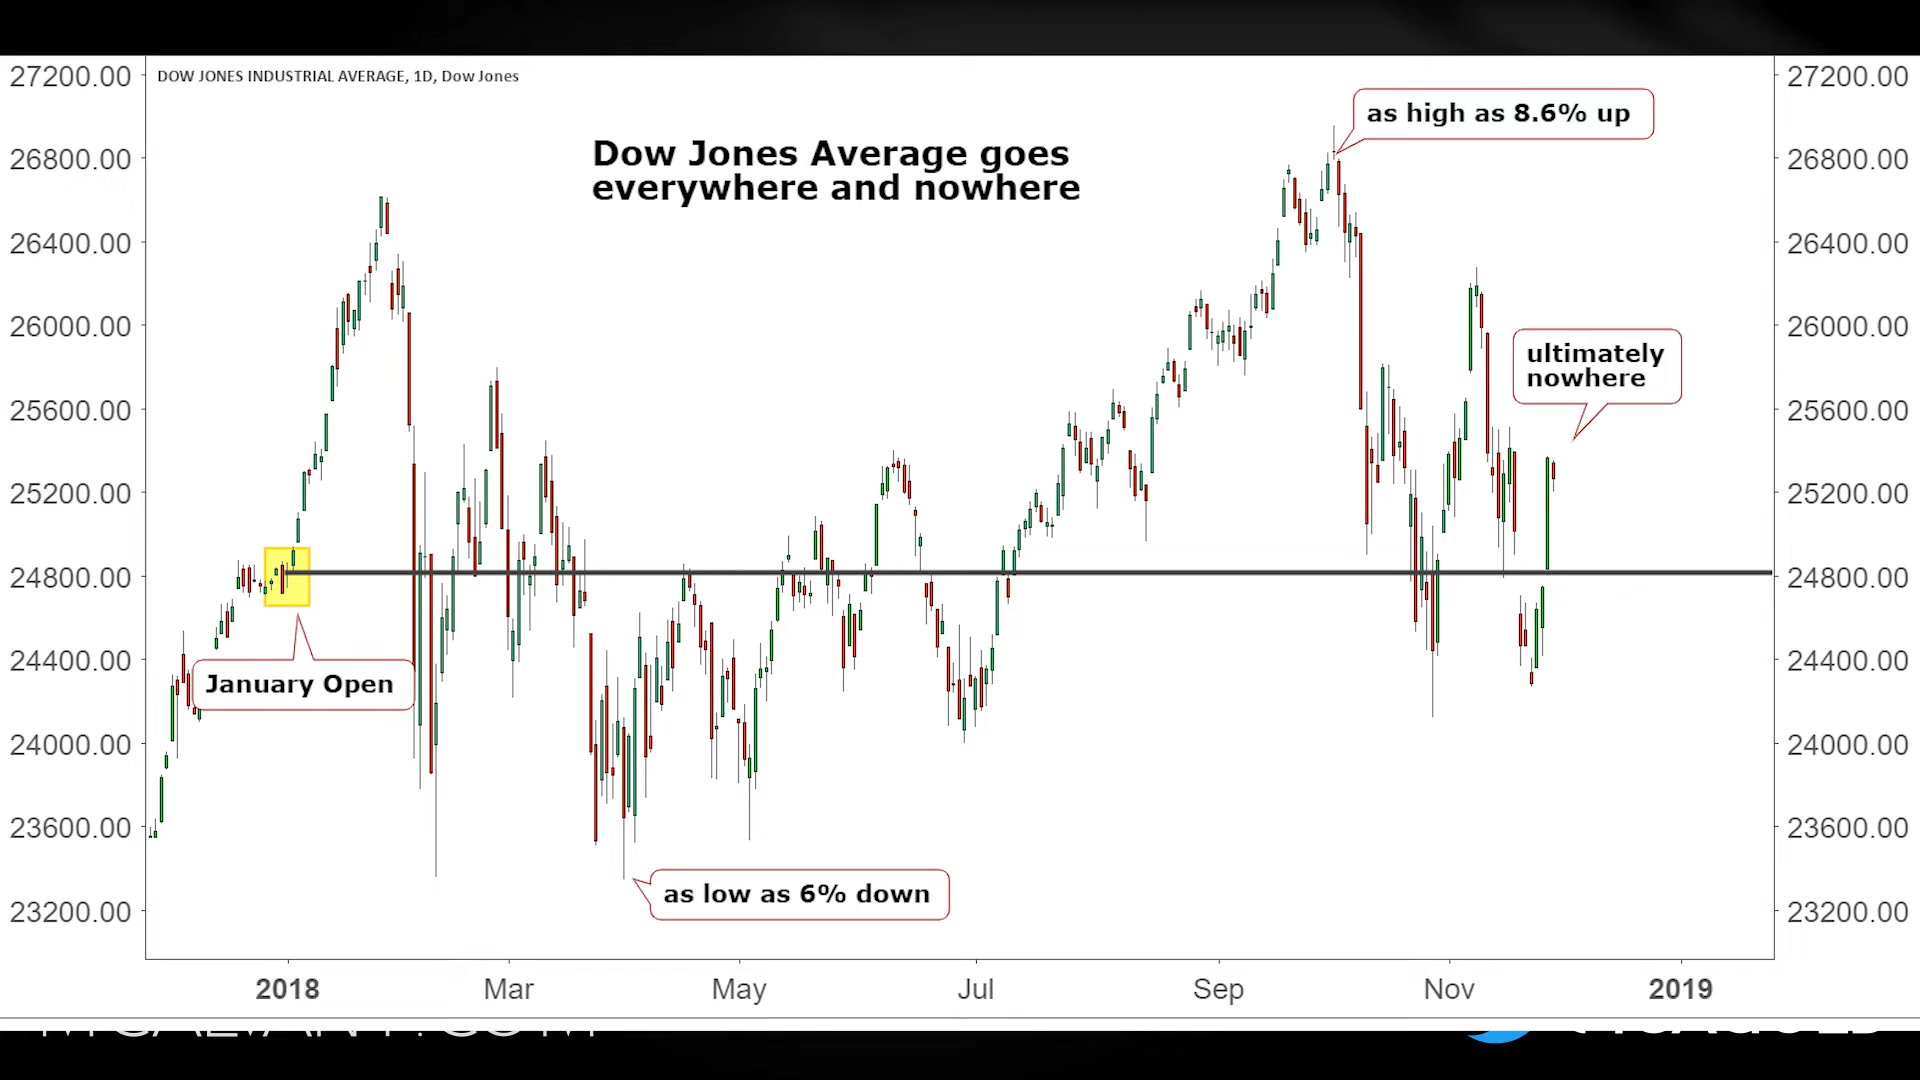 DOW JONES INDUSTRIAL AVERAGE, 1D, Dow Jones
Dow Jones Average goes
everywhere and nowhere
as high as 8.6% up
ultimately
nowhere
January Open
as low as 6% down
27200.00
26800.00
26400.00
26000.00
25600.00
25200.00
24800.00
24400.00
24000.00
23600.00
23200.00
27200.00
26800.00
26400.00
26000.00
25600.00
25200.00
24800.00
24400.00
24000.00
23600.00
23200.00
2018 Mar May Jul Sep Nov 2019